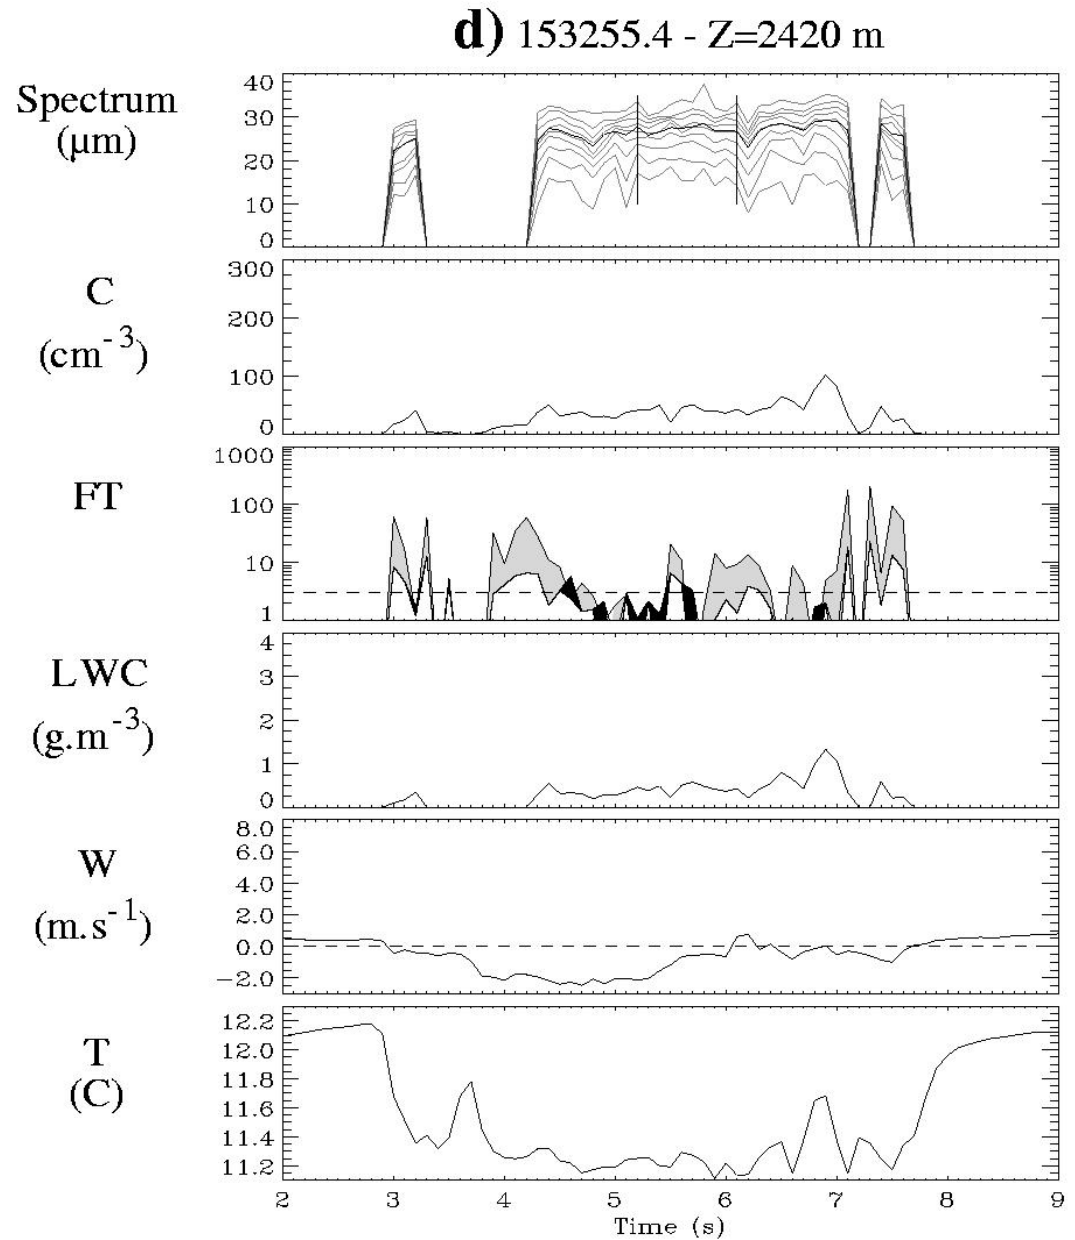 d) 153255.4 - Z=2420 m
Spectrum
(μm)
40
30
20
10
0
C
(cm⁻³)
300
200
100
0
FT
1000
100
10
1
LWC
(g.m⁻³)
4
3
2
1
0
W
(m.s⁻¹)
8.0
6.0
4.0
2.0
0.0
−2.0
T
(C)
12.2
12.0
11.8
11.6
11.4
11.2
2 3 4 5 6 7 8 9
Time (s)